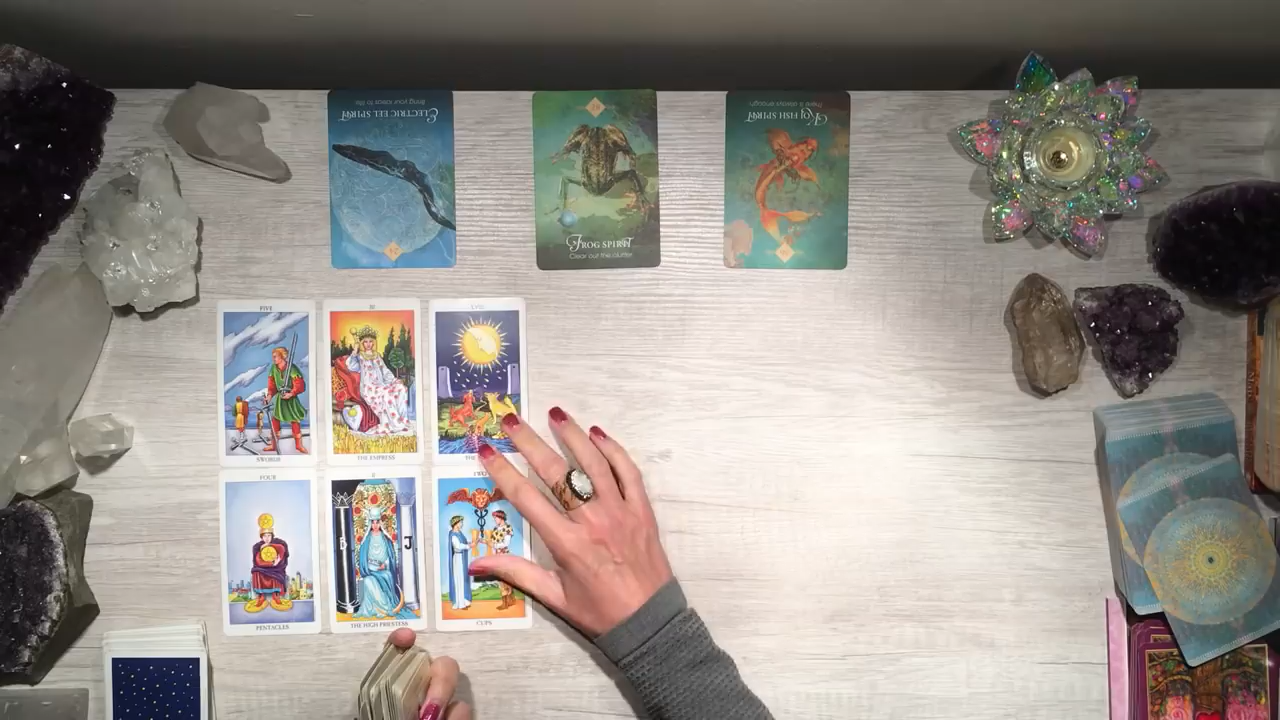 ELECTRIC EEL SPIRIT
Bring your ideas to life
FROG SPIRIT
Clear out the clutter
KOI FISH SPIRIT
There is always enough
FIVE
SWORDS
III
THE EMPRESS
XVIII
THE
FOUR
PENTACLES
II
B
J
THE HIGH PRIESTESS
TWO
CUPS